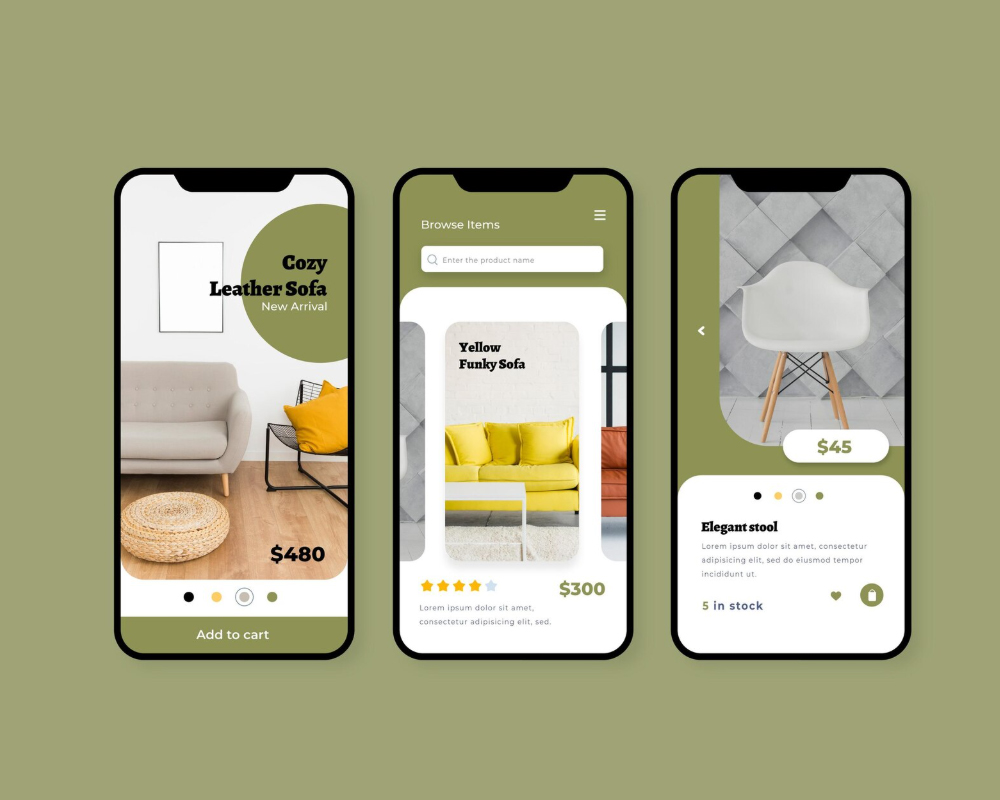 Cozy
Leather Sofa
New Arrival
$480
Add to cart
Browse Items
Enter the product name
Yellow
Funky Sofa
$300
Lorem ipsum dolor sit amet,
consectetur adipisicing elit, sed.
$45
Elegant stool
Lorem ipsum dolor sit amet, consectetur
adipisicing elit, sed do eiusmod tempor
incididunt ut.
5 in stock